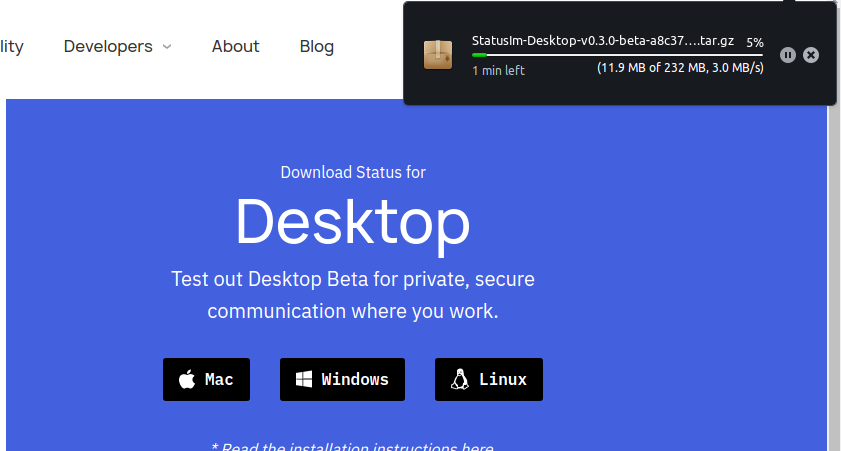 lity Developers About Blog
StatusIm-Desktop-v0.3.0-beta-a8c37....tar.gz 5%
1 min left (11.9 MB of 232 MB, 3.0 MB/s)
Download Status for
Desktop
Test out Desktop Beta for private, secure
communication where you work.
Mac Windows Linux
* Read the installation instructions here